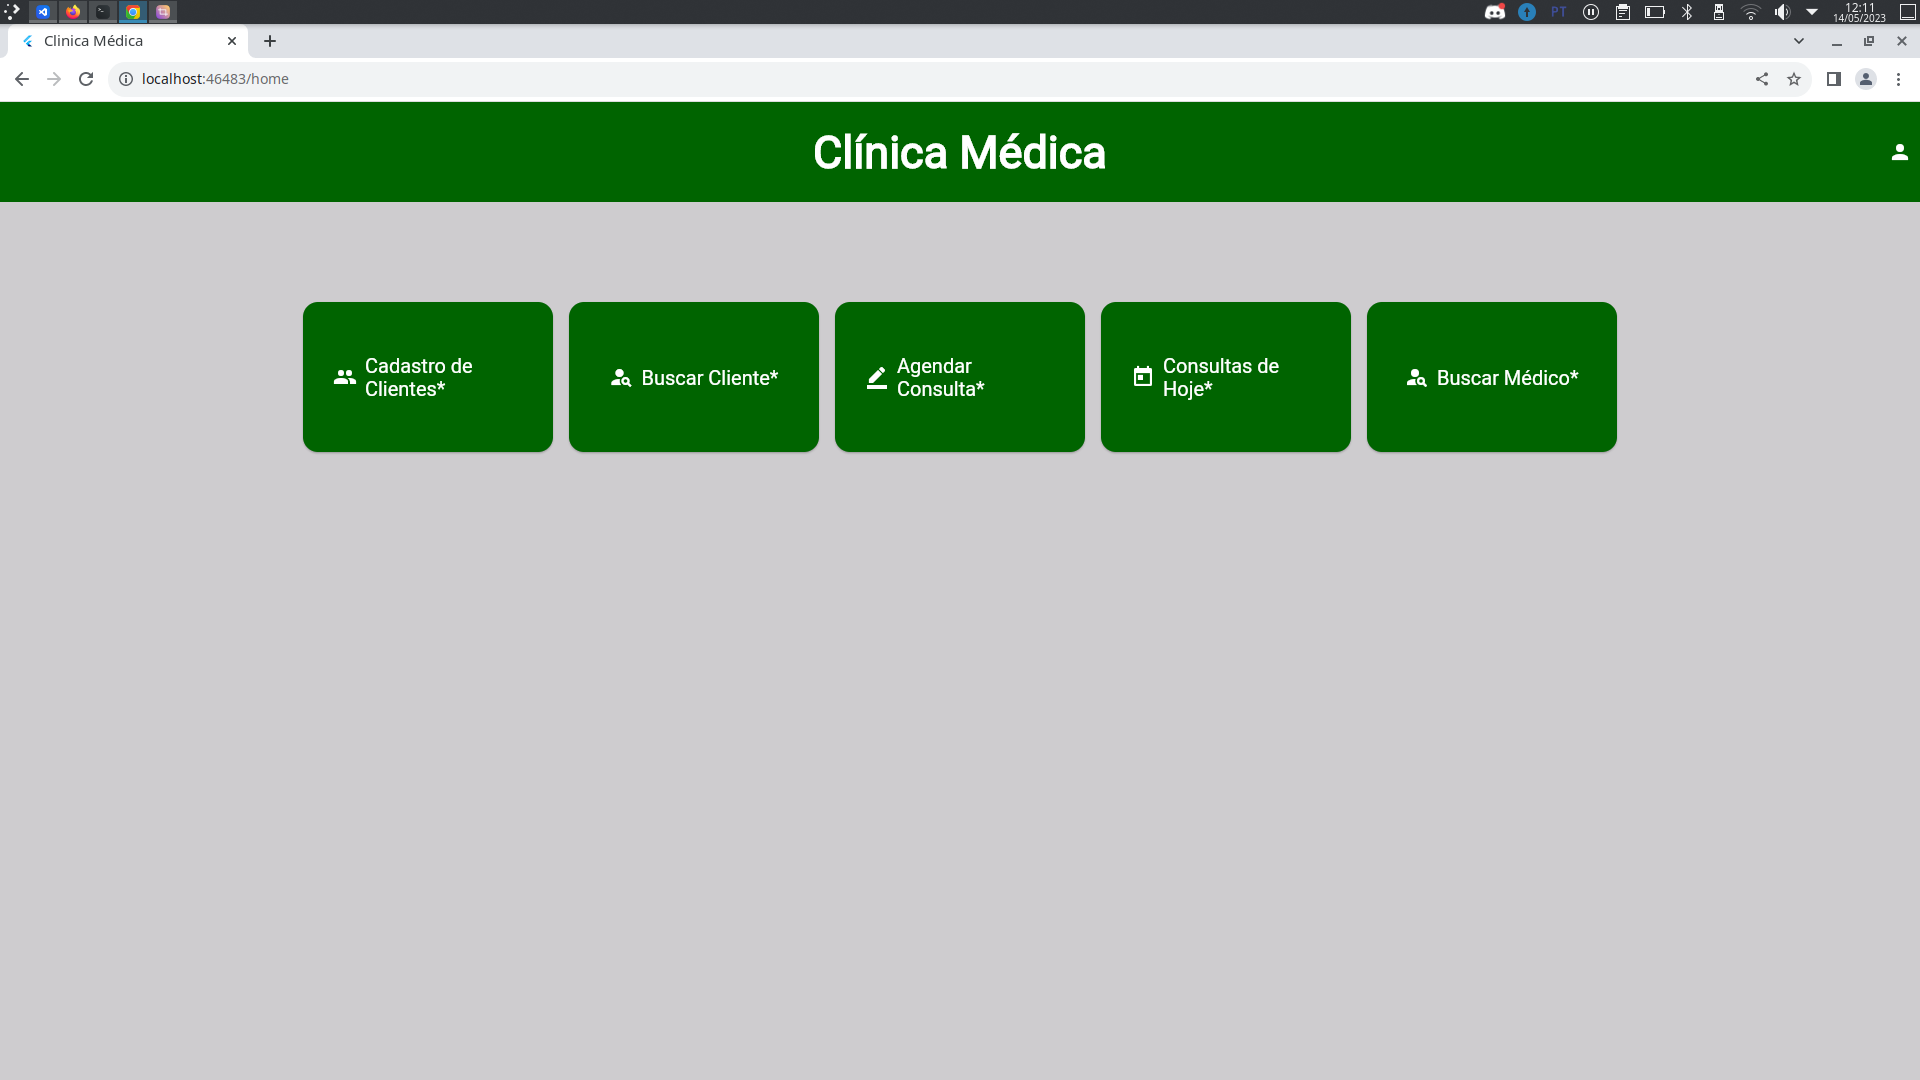 PT
12:11
14/05/2023
Clinica Médica
localhost:46483/home
Clínica Médica
Cadastro de
Clientes*
Buscar Cliente*
Agendar
Consulta*
Consultas de
Hoje*
Buscar Médico*